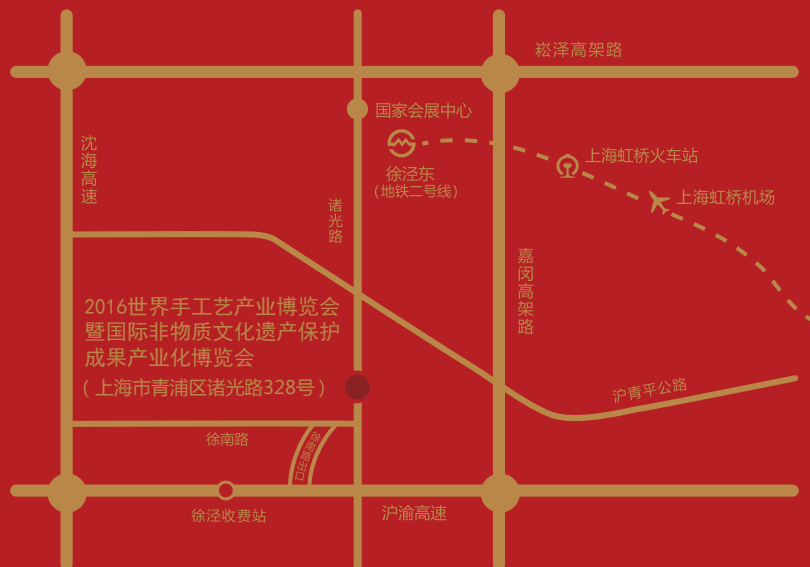 崧泽高架路
国家会展中心
沈海高速
徐泾东
（地铁二号线）
上海虹桥火车站
上海虹桥机场
诸光路
嘉闵高架路
2016世界手工艺产业博览会
暨国际非物质文化遗产保护
成果产业化博览会
（上海市青浦区诸光路328号）
沪青平公路
徐南路
徐泾收费站
沪渝高速